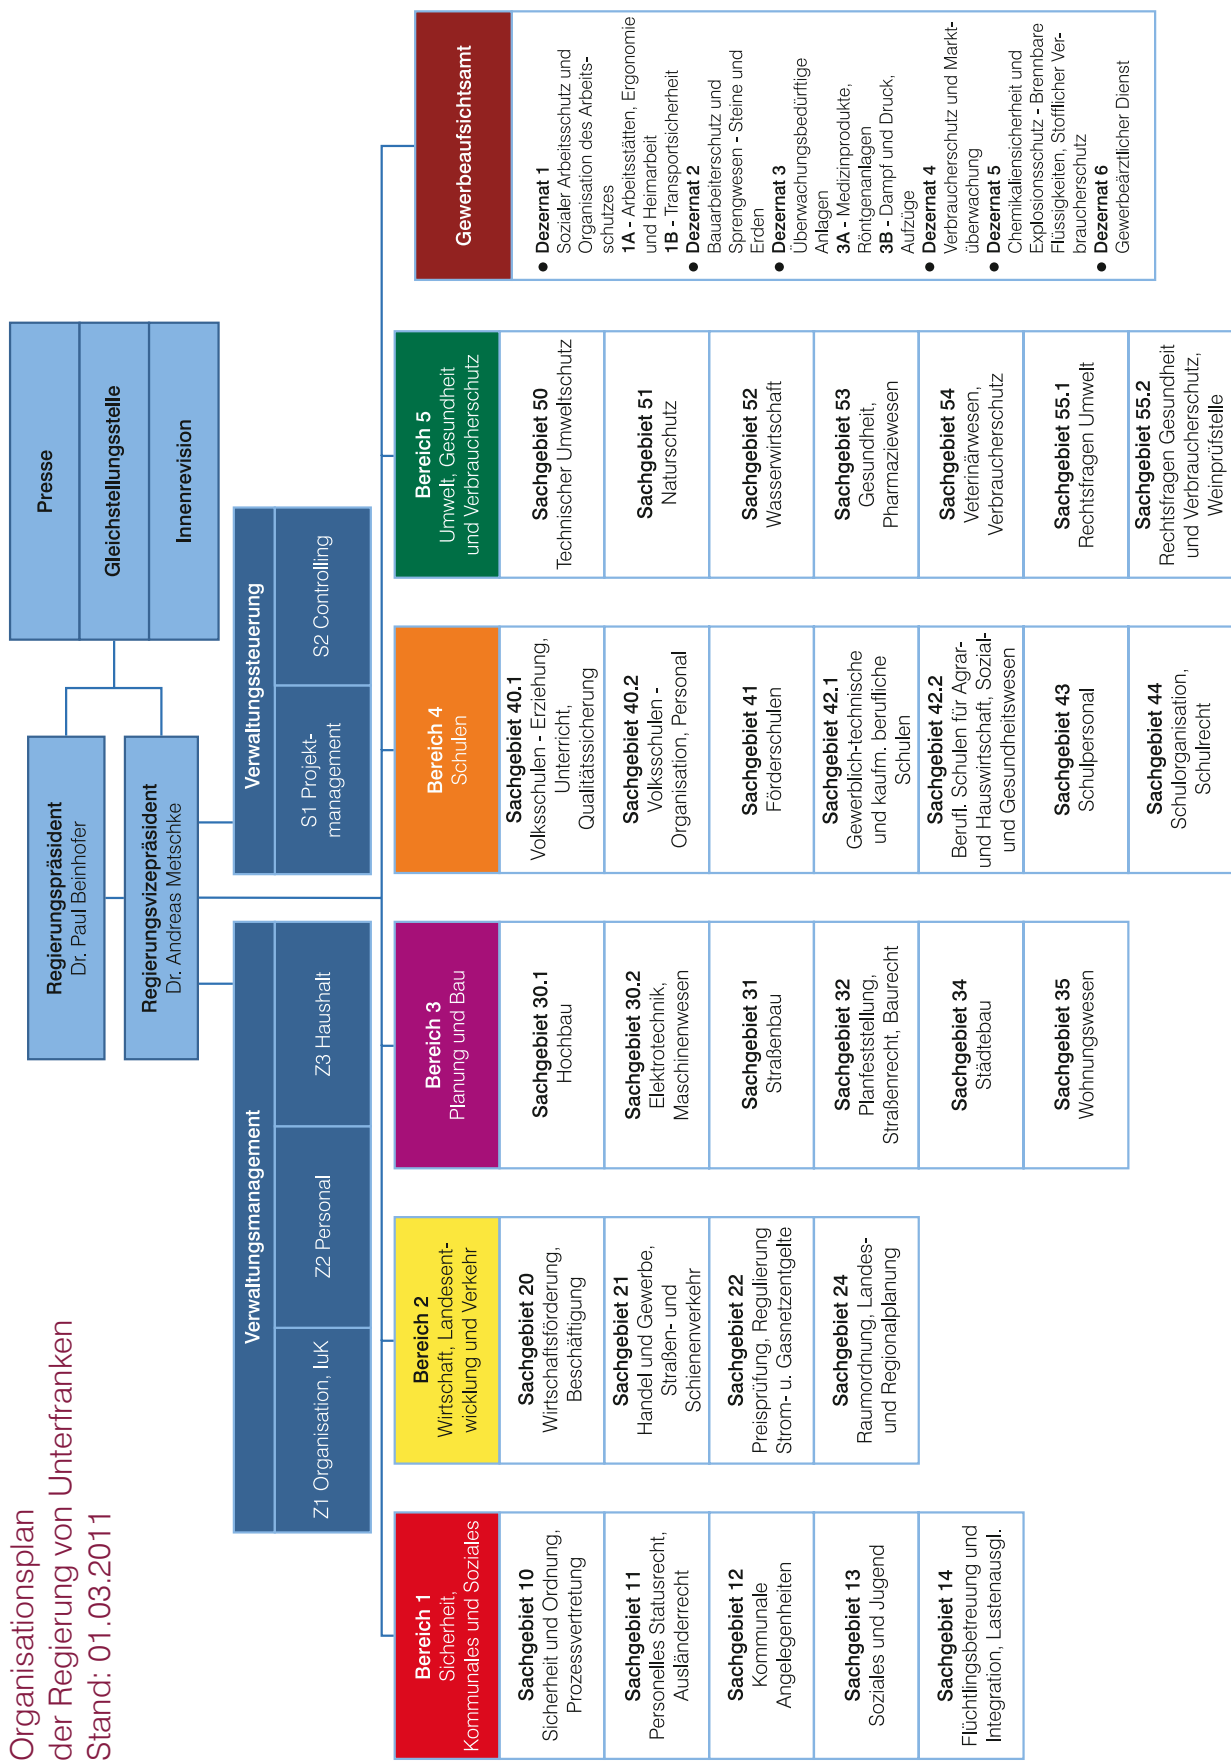 Organisationsplan
der Regierung von Unterfranken
Stand: 01.03.2011
Regierungspräsident
Dr. Paul Beinhofer
Regierungsvizepräsident
Dr. Andreas Metschke
Presse
Gleichstellungsstelle
Innenrevision
Verwaltungsmanagement
Z1 Organisation, IuK
Z2 Personal
Z3 Haushalt
Verwaltungssteuerung
S1 Projekt-
management
S2 Controlling
Bereich 1
Sicherheit,
Kommunales und Soziales
Sachgebiet 10
Sicherheit und Ordnung,
Prozessvertretung
Sachgebiet 11
Personelles Statusrecht,
Ausländerrecht
Sachgebiet 12
Kommunale
Angelegenheiten
Sachgebiet 13
Soziales und Jugend
Sachgebiet 14
Flüchtlingsbetreuung und
Integration, Lastenausgl.
Bereich 2
Wirtschaft, Landesent-
wicklung und Verkehr
Sachgebiet 20
Wirtschaftsförderung,
Beschäftigung
Sachgebiet 21
Handel und Gewerbe,
Straßen- und
Schienenverkehr
Sachgebiet 22
Preisprüfung, Regulierung
Strom- u. Gasnetzentgelte
Sachgebiet 24
Raumordnung, Landes-
und Regionalplanung
Bereich 3
Planung und Bau
Sachgebiet 30.1
Hochbau
Sachgebiet 30.2
Elektrotechnik,
Maschinenwesen
Sachgebiet 31
Straßenbau
Sachgebiet 32
Planfeststellung,
Straßenrecht, Baurecht
Sachgebiet 34
Städtebau
Sachgebiet 35
Wohnungswesen
Bereich 4
Schulen
Sachgebiet 40.1
Volksschulen - Erziehung,
Unterricht,
Qualitätssicherung
Sachgebiet 40.2
Volksschulen -
Organisation, Personal
Sachgebiet 41
Förderschulen
Sachgebiet 42.1
Gewerblich-technische
und kaufm. berufliche
Schulen
Sachgebiet 42.2
Berufl. Schulen für Agrar-
und Hauswirtschaft, Sozial-
und Gesundheitswesen
Sachgebiet 43
Schulpersonal
Sachgebiet 44
Schulorganisation,
Schulrecht
Bereich 5
Umwelt, Gesundheit
und Verbraucherschutz
Sachgebiet 50
Technischer Umweltschutz
Sachgebiet 51
Naturschutz
Sachgebiet 52
Wasserwirtschaft
Sachgebiet 53
Gesundheit,
Pharmaziewesen
Sachgebiet 54
Veterinärwesen,
Verbraucherschutz
Sachgebiet 55.1
Rechtsfragen Umwelt
Sachgebiet 55.2
Rechtsfragen Gesundheit
und Verbraucherschutz,
Weinprüfstelle
Gewerbeaufsichtsamt
● Dezernat 1
Sozialer Arbeitsschutz und
Organisation des Arbeits-
schutzes
1A - Arbeitsstätten, Ergonomie
und Heimarbeit
1B - Transportsicherheit
● Dezernat 2
Bauarbeiterschutz und
Sprengwesen - Steine und
Erden
● Dezernat 3
Überwachungsbedürftige
Anlagen
3A - Medizinprodukte,
Röntgenanlagen
3B - Dampf und Druck,
Aufzüge
● Dezernat 4
Verbraucherschutz und Markt-
überwachung
● Dezernat 5
Chemikaliensicherheit und
Explosionsschutz - Brennbare
Flüssigkeiten, Stofflicher Ver-
braucherschutz
● Dezernat 6
Gewerbeärztlicher Dienst